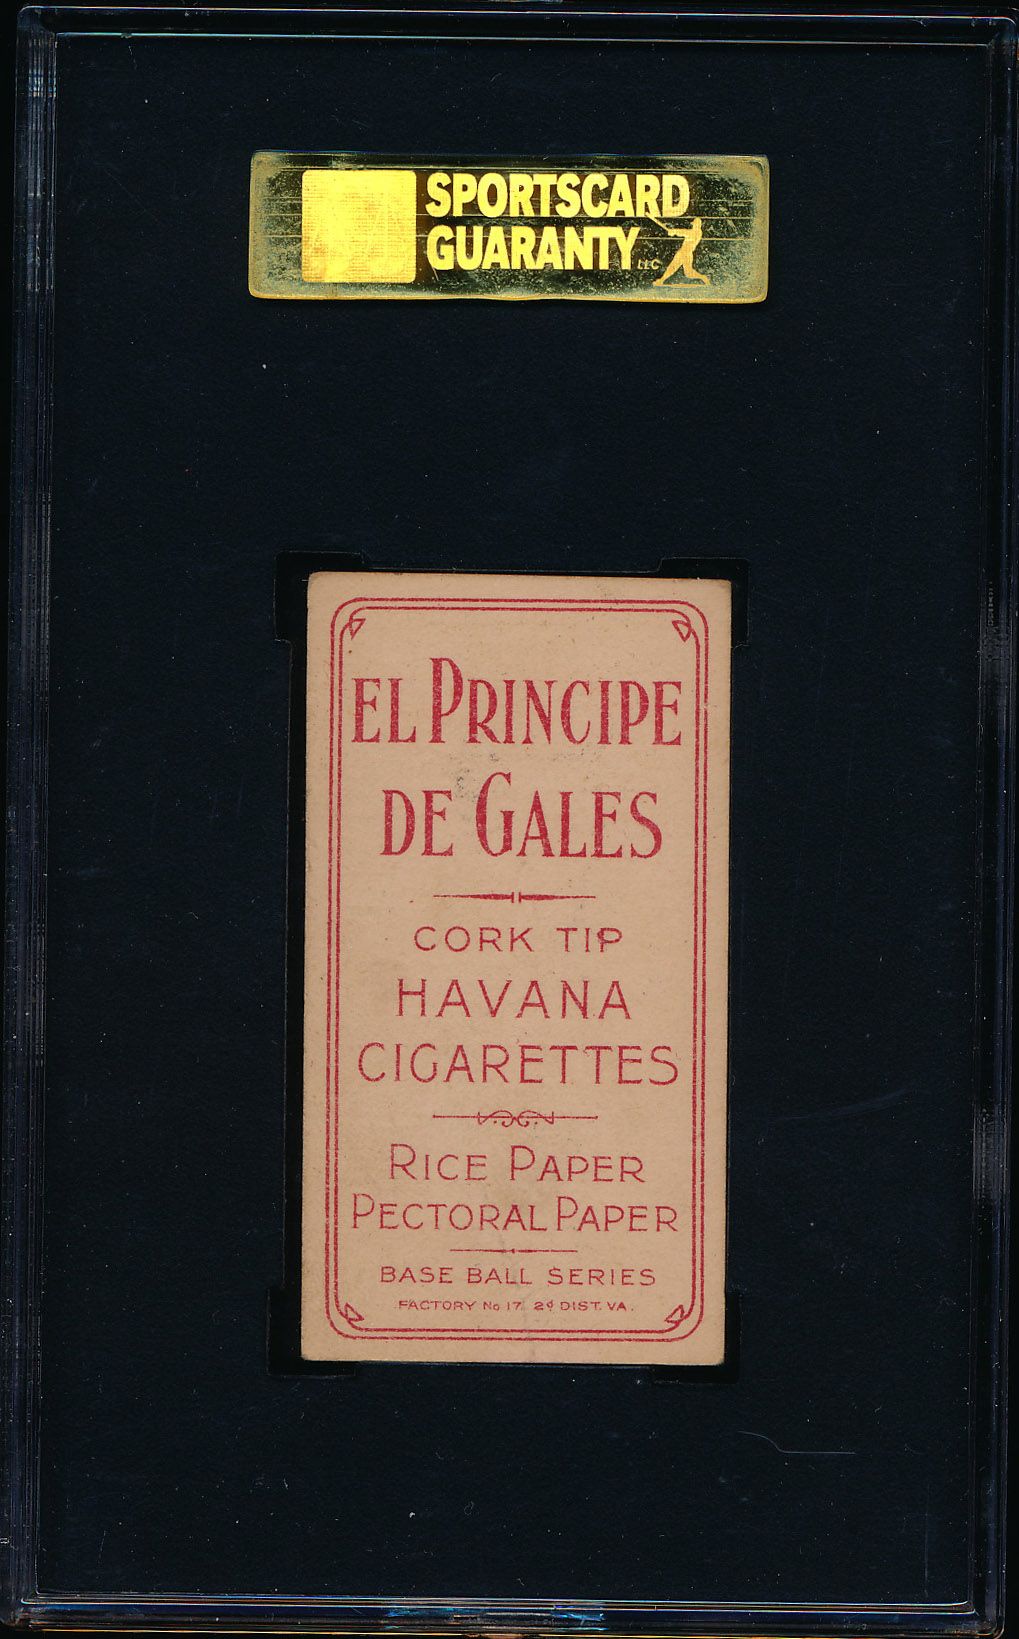 SPORTSCARD
GUARANTY LLC
EL PRINCIPE
DE GALES
CORK TIP
HAVANA
CIGARETTES
RICE PAPER
PECTORAL PAPER
BASE BALL SERIES
FACTORY No 17 2d DIST. VA.